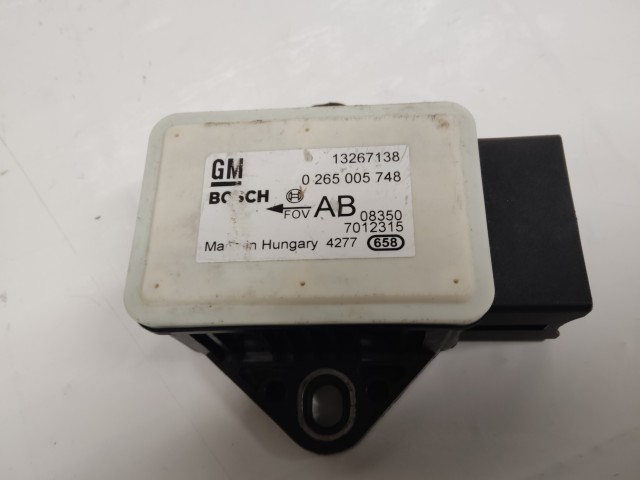 GM 13267138
0 265 005 748
BOSCH
FOV AB 08350
7012315
Made in Hungary 4277 658